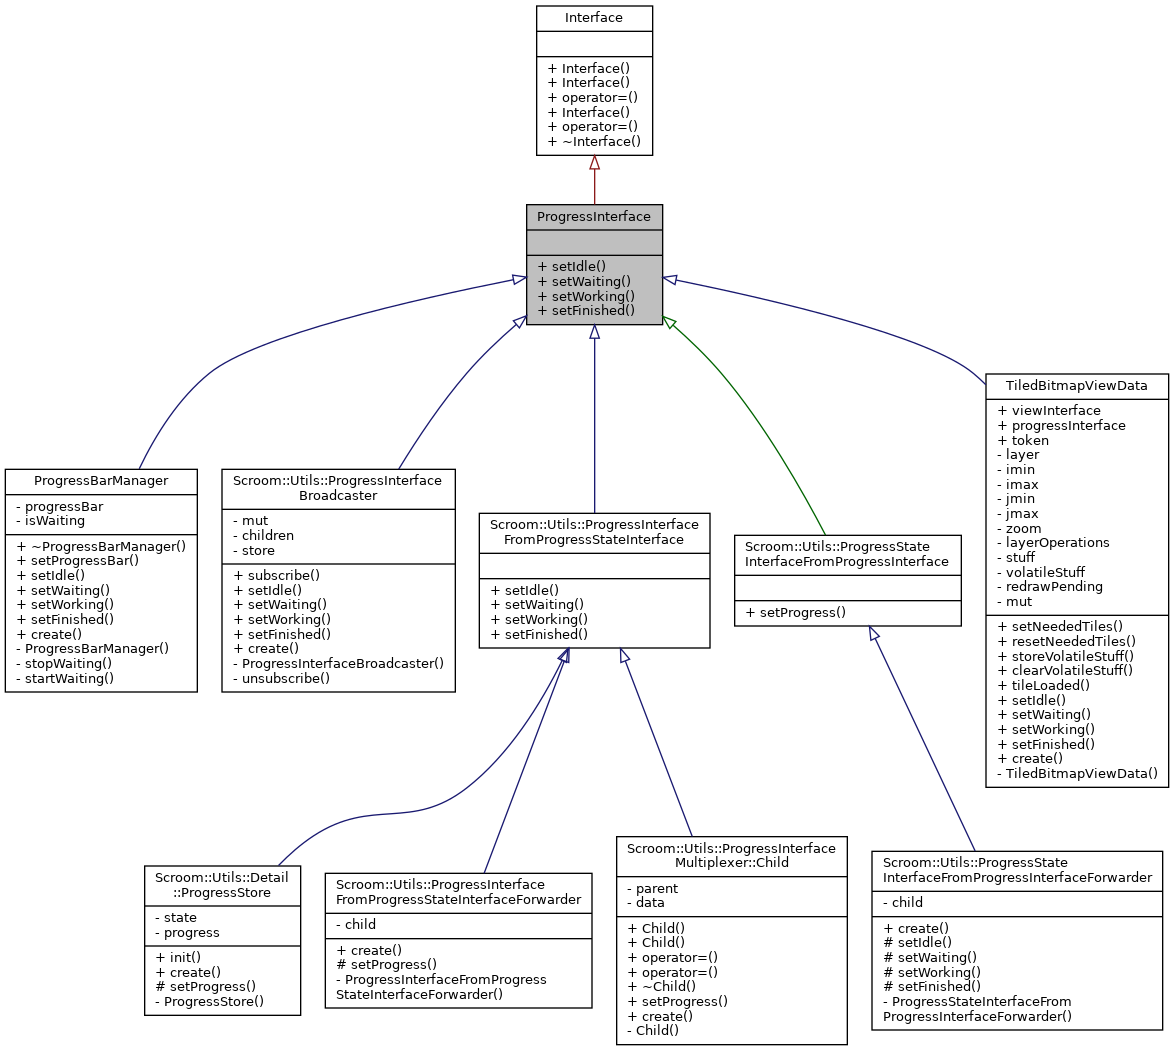 Interface
+ Interface()
+ Interface()
+ operator=()
+ Interface()
+ operator=()
+ ~Interface()
ProgressInterface
+ setIdle()
+ setWaiting()
+ setWorking()
+ setFinished()
ProgressBarManager
- progressBar
- isWaiting
+ ~ProgressBarManager()
+ setProgressBar()
+ setIdle()
+ setWaiting()
+ setWorking()
+ setFinished()
+ create()
- ProgressBarManager()
- stopWaiting()
- startWaiting()
Scroom::Utils::ProgressInterface
Broadcaster
- mut
- children
- store
+ subscribe()
+ setIdle()
+ setWaiting()
+ setWorking()
+ setFinished()
+ create()
- ProgressInterfaceBroadcaster()
- unsubscribe()
Scroom::Utils::ProgressInterface
FromProgressStateInterface
+ setIdle()
+ setWaiting()
+ setWorking()
+ setFinished()
Scroom::Utils::ProgressState
InterfaceFromProgressInterface
+ setProgress()
TiledBitmapViewData
+ viewInterface
+ progressInterface
+ token
- layer
- imin
- imax
- jmin
- jmax
- zoom
- layerOperations
- stuff
- volatileStuff
- redrawPending
- mut
+ setNeededTiles()
+ resetNeededTiles()
+ storeVolatileStuff()
+ clearVolatileStuff()
+ tileLoaded()
+ setIdle()
+ setWaiting()
+ setWorking()
+ setFinished()
+ create()
- TiledBitmapViewData()
Scroom::Utils::Detail
::ProgressStore
- state
- progress
+ init()
+ create()
# setProgress()
- ProgressStore()
Scroom::Utils::ProgressInterface
FromProgressStateInterfaceForwarder
- child
+ create()
# setProgress()
- ProgressInterfaceFromProgress
StateInterfaceForwarder()
Scroom::Utils::ProgressInterface
Multiplexer::Child
- parent
- data
+ Child()
+ Child()
+ operator=()
+ operator=()
+ ~Child()
+ setProgress()
+ create()
- Child()
Scroom::Utils::ProgressState
InterfaceFromProgressInterfaceForwarder
- child
+ create()
# setIdle()
# setWaiting()
# setWorking()
# setFinished()
- ProgressStateInterfaceFrom
ProgressInterfaceForwarder()